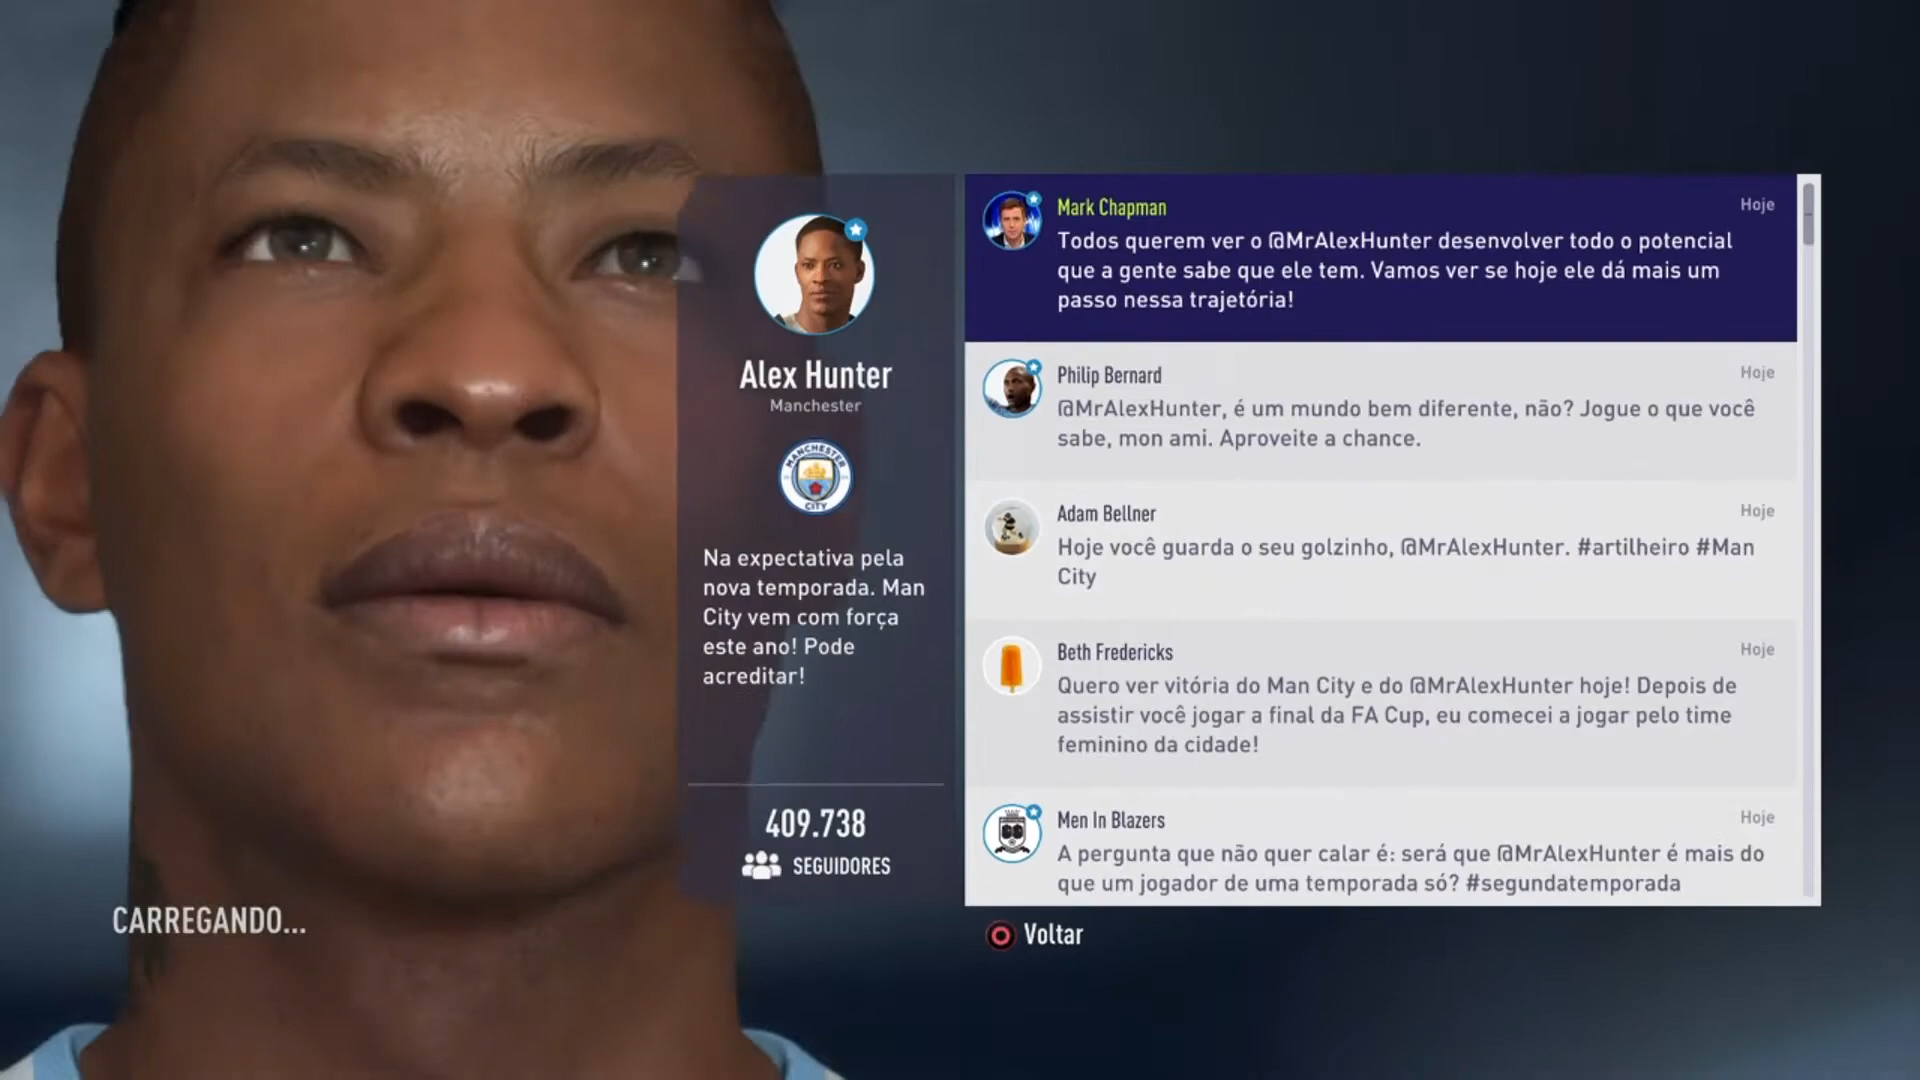 Alex Hunter
Manchester
MANCHESTER
CITY
Na expectativa pela
nova temporada. Man
City vem com força
este ano! Pode
acreditar!
409.738
SEGUIDORES
Mark Chapman
Hoje
Todos querem ver o @MrAlexHunter desenvolver todo o potencial
que a gente sabe que ele tem. Vamos ver se hoje ele dá mais um
passo nessa trajetória!
Philip Bernard
Hoje
@MrAlexHunter, é um mundo bem diferente, não? Jogue o que você
sabe, mon ami. Aproveite a chance.
Adam Bellner
Hoje
Hoje você guarda o seu golzinho, @MrAlexHunter. #artilheiro #Man
City
Beth Fredericks
Hoje
Quero ver vitória do Man City e do @MrAlexHunter hoje! Depois de
assistir você jogar a final da FA Cup, eu comecei a jogar pelo time
feminino da cidade!
Men In Blazers
Hoje
A pergunta que não quer calar é: será que @MrAlexHunter é mais do
que um jogador de uma temporada só? #segundatemporada
CARREGANDO...
Voltar